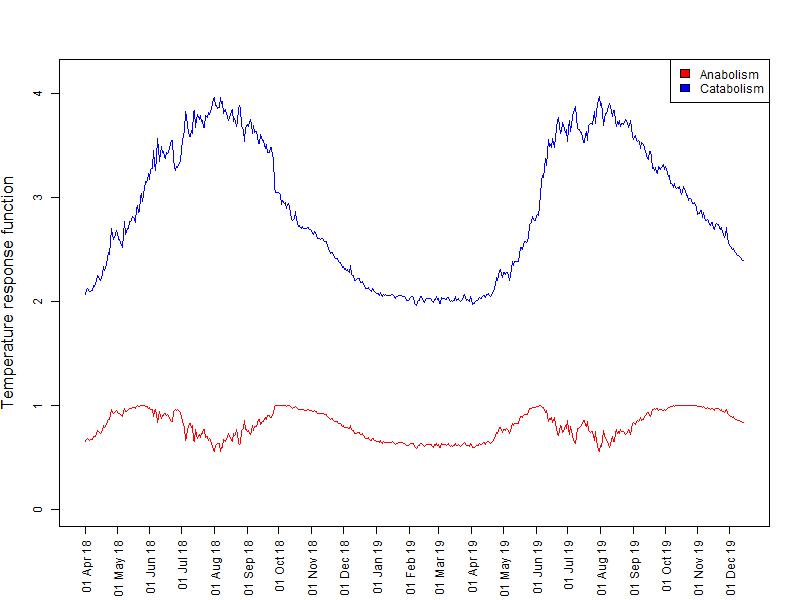 Anabolism
Catabolism
Temperature response function
4
3
2
1
0
01 Apr 18
01 May 18
01 Jun 18
01 Jul 18
01 Aug 18
01 Sep 18
01 Oct 18
01 Nov 18
01 Dec 18
01 Jan 19
01 Feb 19
01 Mar 19
01 Apr 19
01 May 19
01 Jun 19
01 Jul 19
01 Aug 19
01 Sep 19
01 Oct 19
01 Nov 19
01 Dec 19